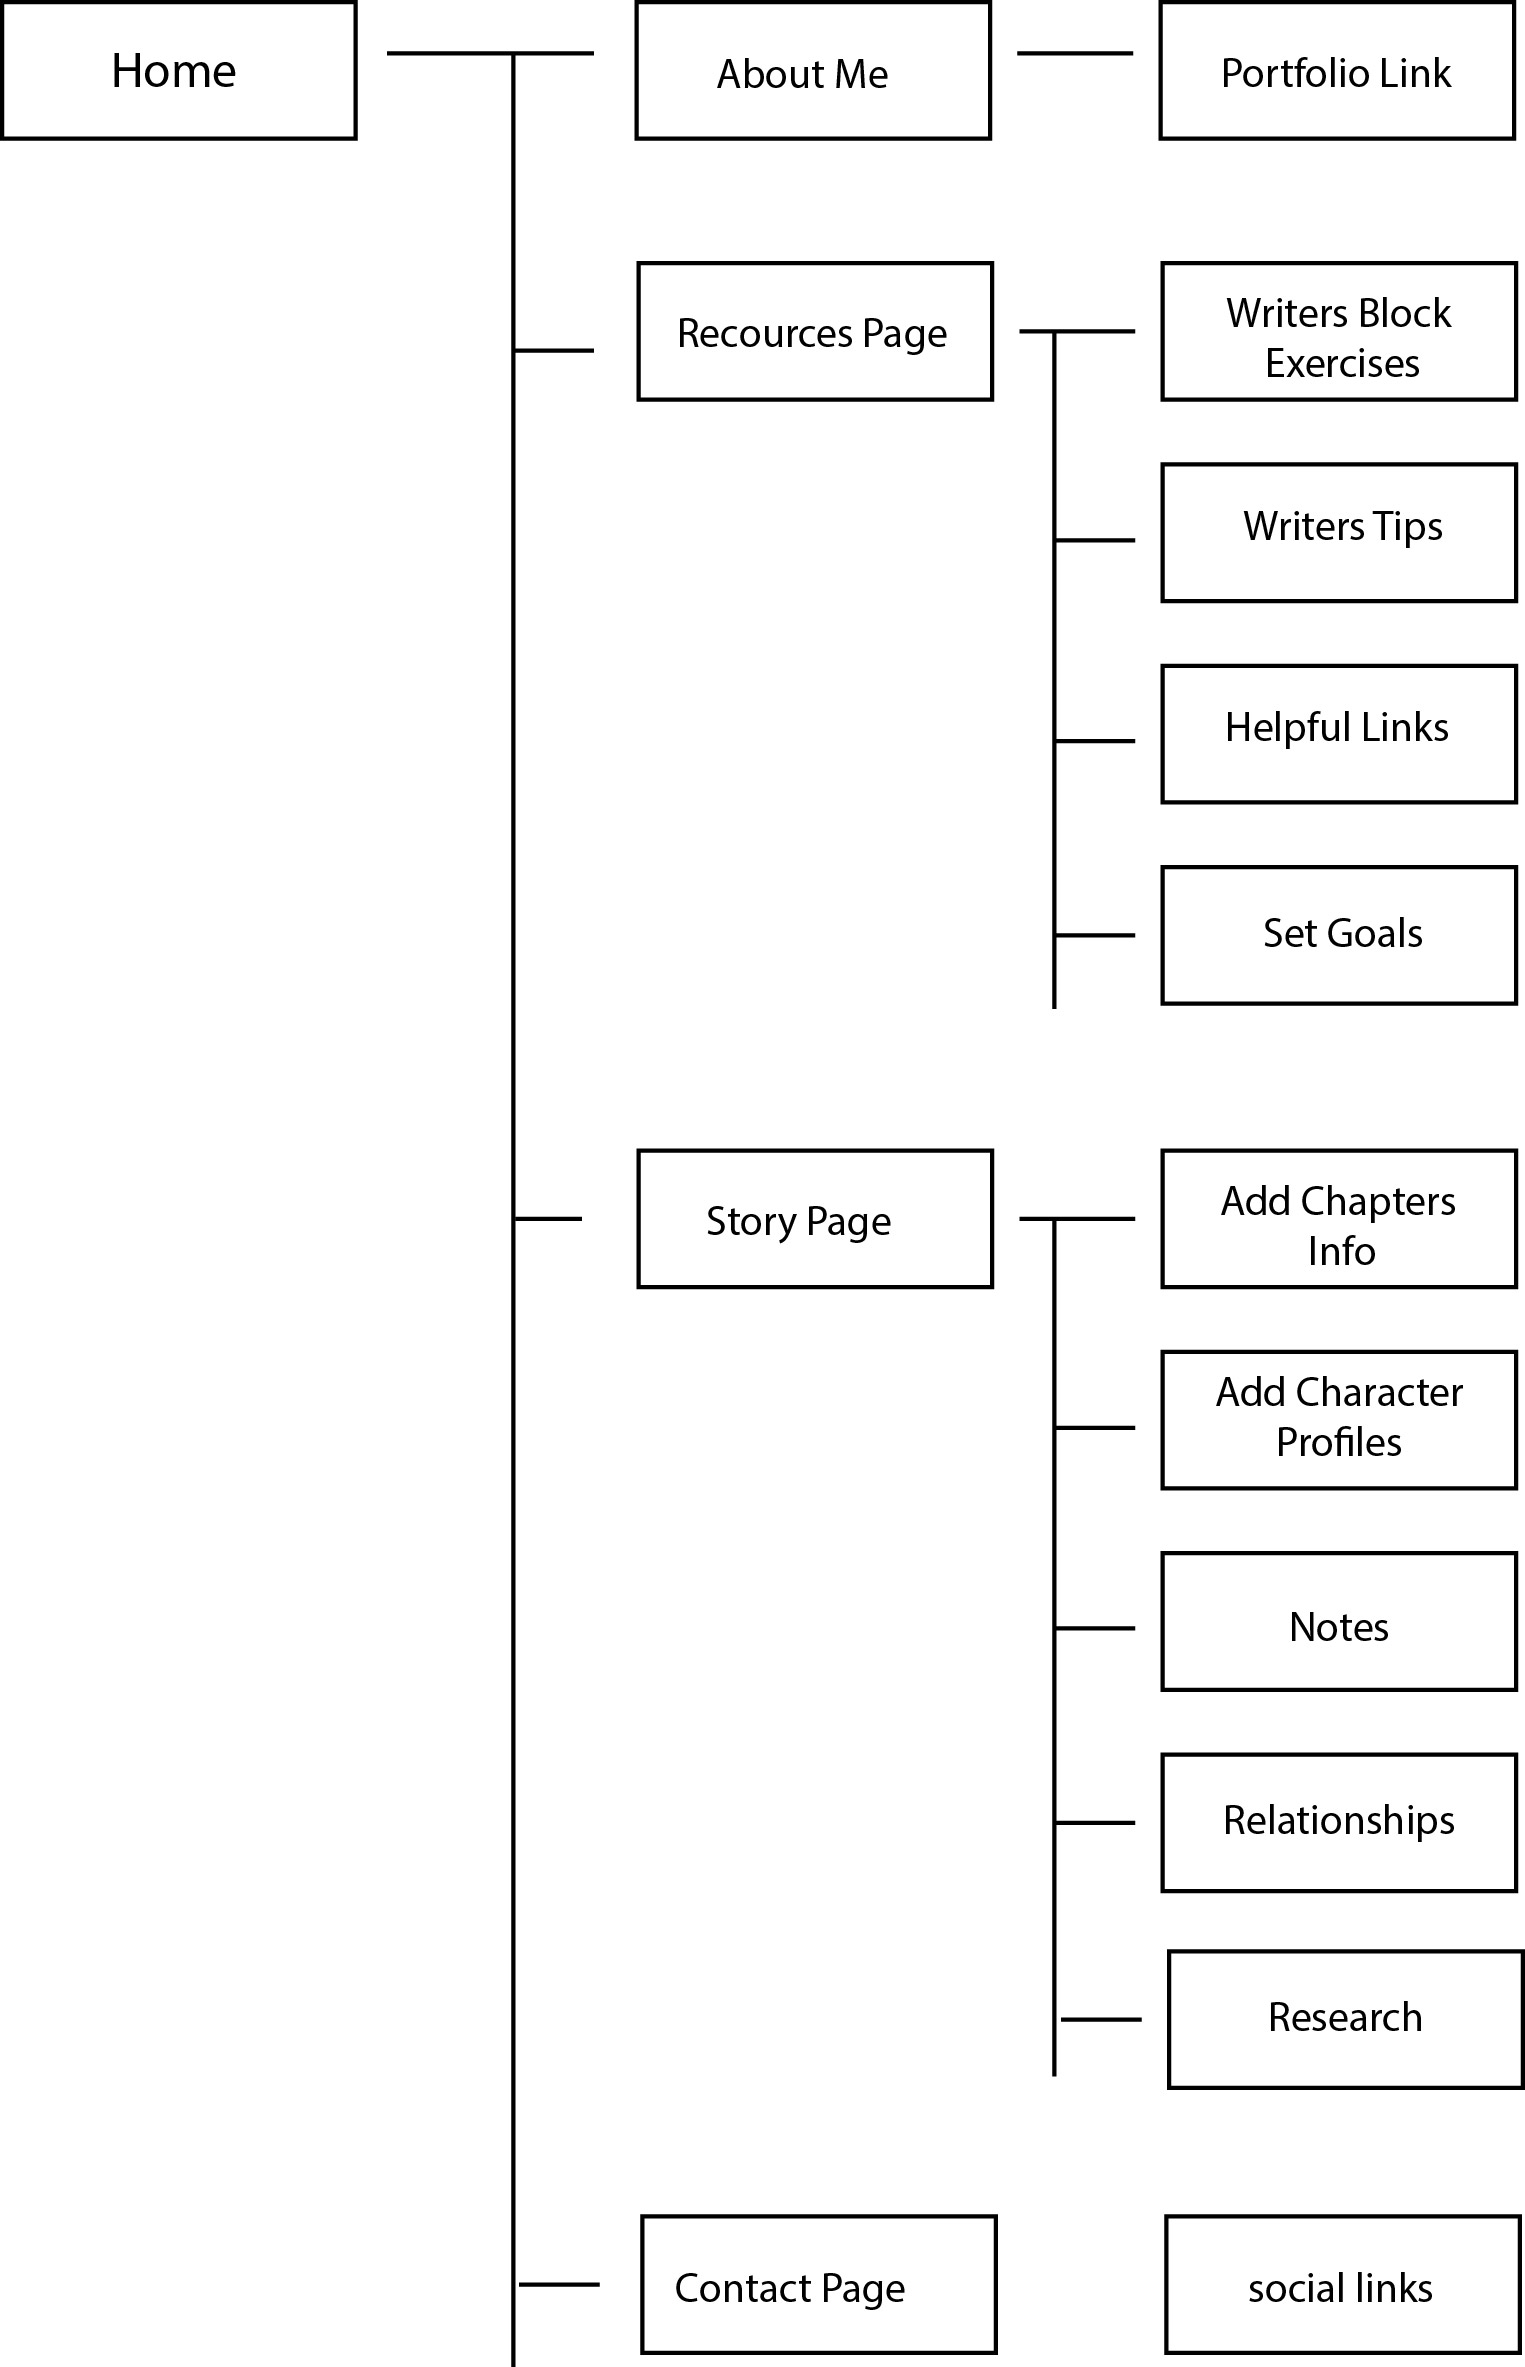 Home
About Me
Portfolio Link
Recources Page
Writers Block
Exercises
Writers Tips
Helpful Links
Set Goals
Story Page
Add Chapters
Info
Add Character
Profiles
Notes
Relationships
Research
Contact Page
social links